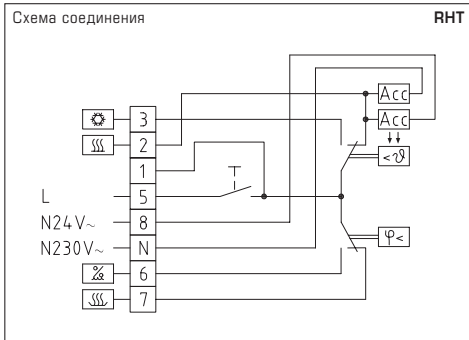 Схема соединения RHT
Acc
3 Acc
2 <ϑ
1
L 5
N24V~ 8
N230V~ N φ<
% 6
7